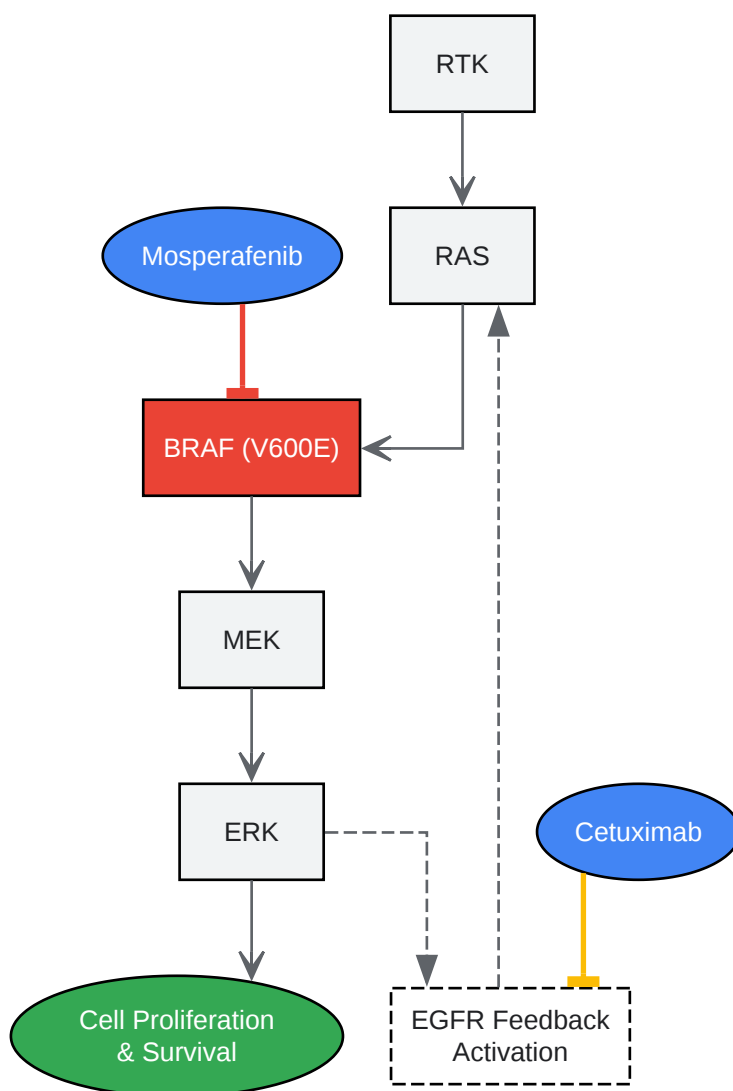 RTK
Mosperafenib
RAS
BRAF (V600E)
MEK
ERK
Cetuximab
Cell Proliferation
& Survival
EGFR Feedback
Activation